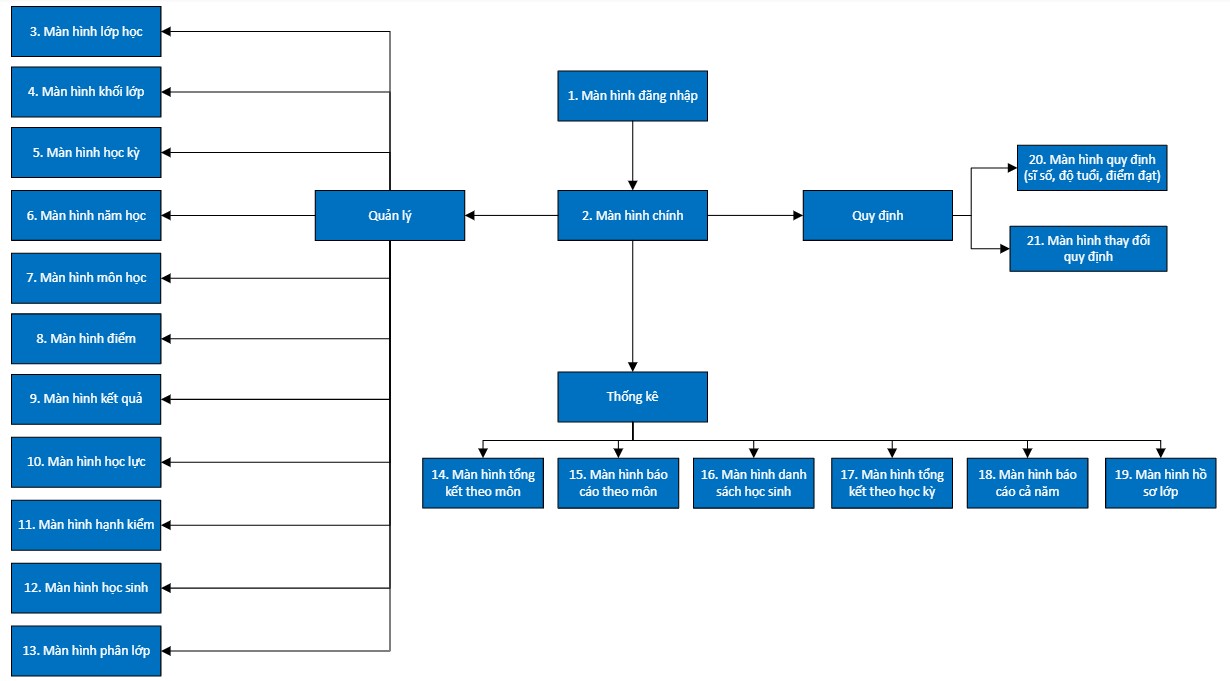 3. Màn hình lớp học
4. Màn hình khối lớp
5. Màn hình học kỳ
6. Màn hình năm học
7. Màn hình môn học
8. Màn hình điểm
9. Màn hình kết quả
10. Màn hình học lực
11. Màn hình hạnh kiểm
12. Màn hình học sinh
13. Màn hình phân lớp
Quản lý
1. Màn hình đăng nhập
2. Màn hình chính
Quy định
20. Màn hình quy định
(sĩ số, độ tuổi, điểm đạt)
21. Màn hình thay đổi
quy định
Thống kê
14. Màn hình tổng
kết theo môn
15. Màn hình báo
cáo theo môn
16. Màn hình danh
sách học sinh
17. Màn hình tổng
kết theo học kỳ
18. Màn hình báo
cáo cả năm
19. Màn hình hồ
sơ lớp